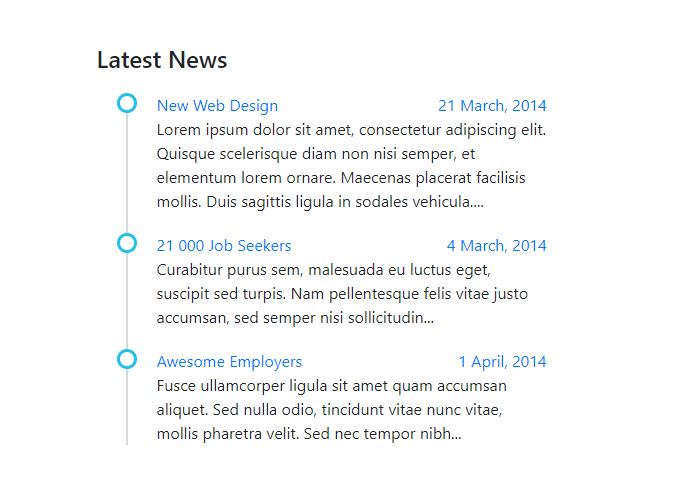 Latest News
New Web Design 21 March, 2014
Lorem ipsum dolor sit amet, consectetur adipiscing elit.
Quisque scelerisque diam non nisi semper, et
elementum lorem ornare. Maecenas placerat facilisis
mollis. Duis sagittis ligula in sodales vehicula....
21 000 Job Seekers 4 March, 2014
Curabitur purus sem, malesuada eu luctus eget,
suscipit sed turpis. Nam pellentesque felis vitae justo
accumsan, sed semper nisi sollicitudin...
Awesome Employers 1 April, 2014
Fusce ullamcorper ligula sit amet quam accumsan
aliquet. Sed nulla odio, tincidunt vitae nunc vitae,
mollis pharetra velit. Sed nec tempor nibh...